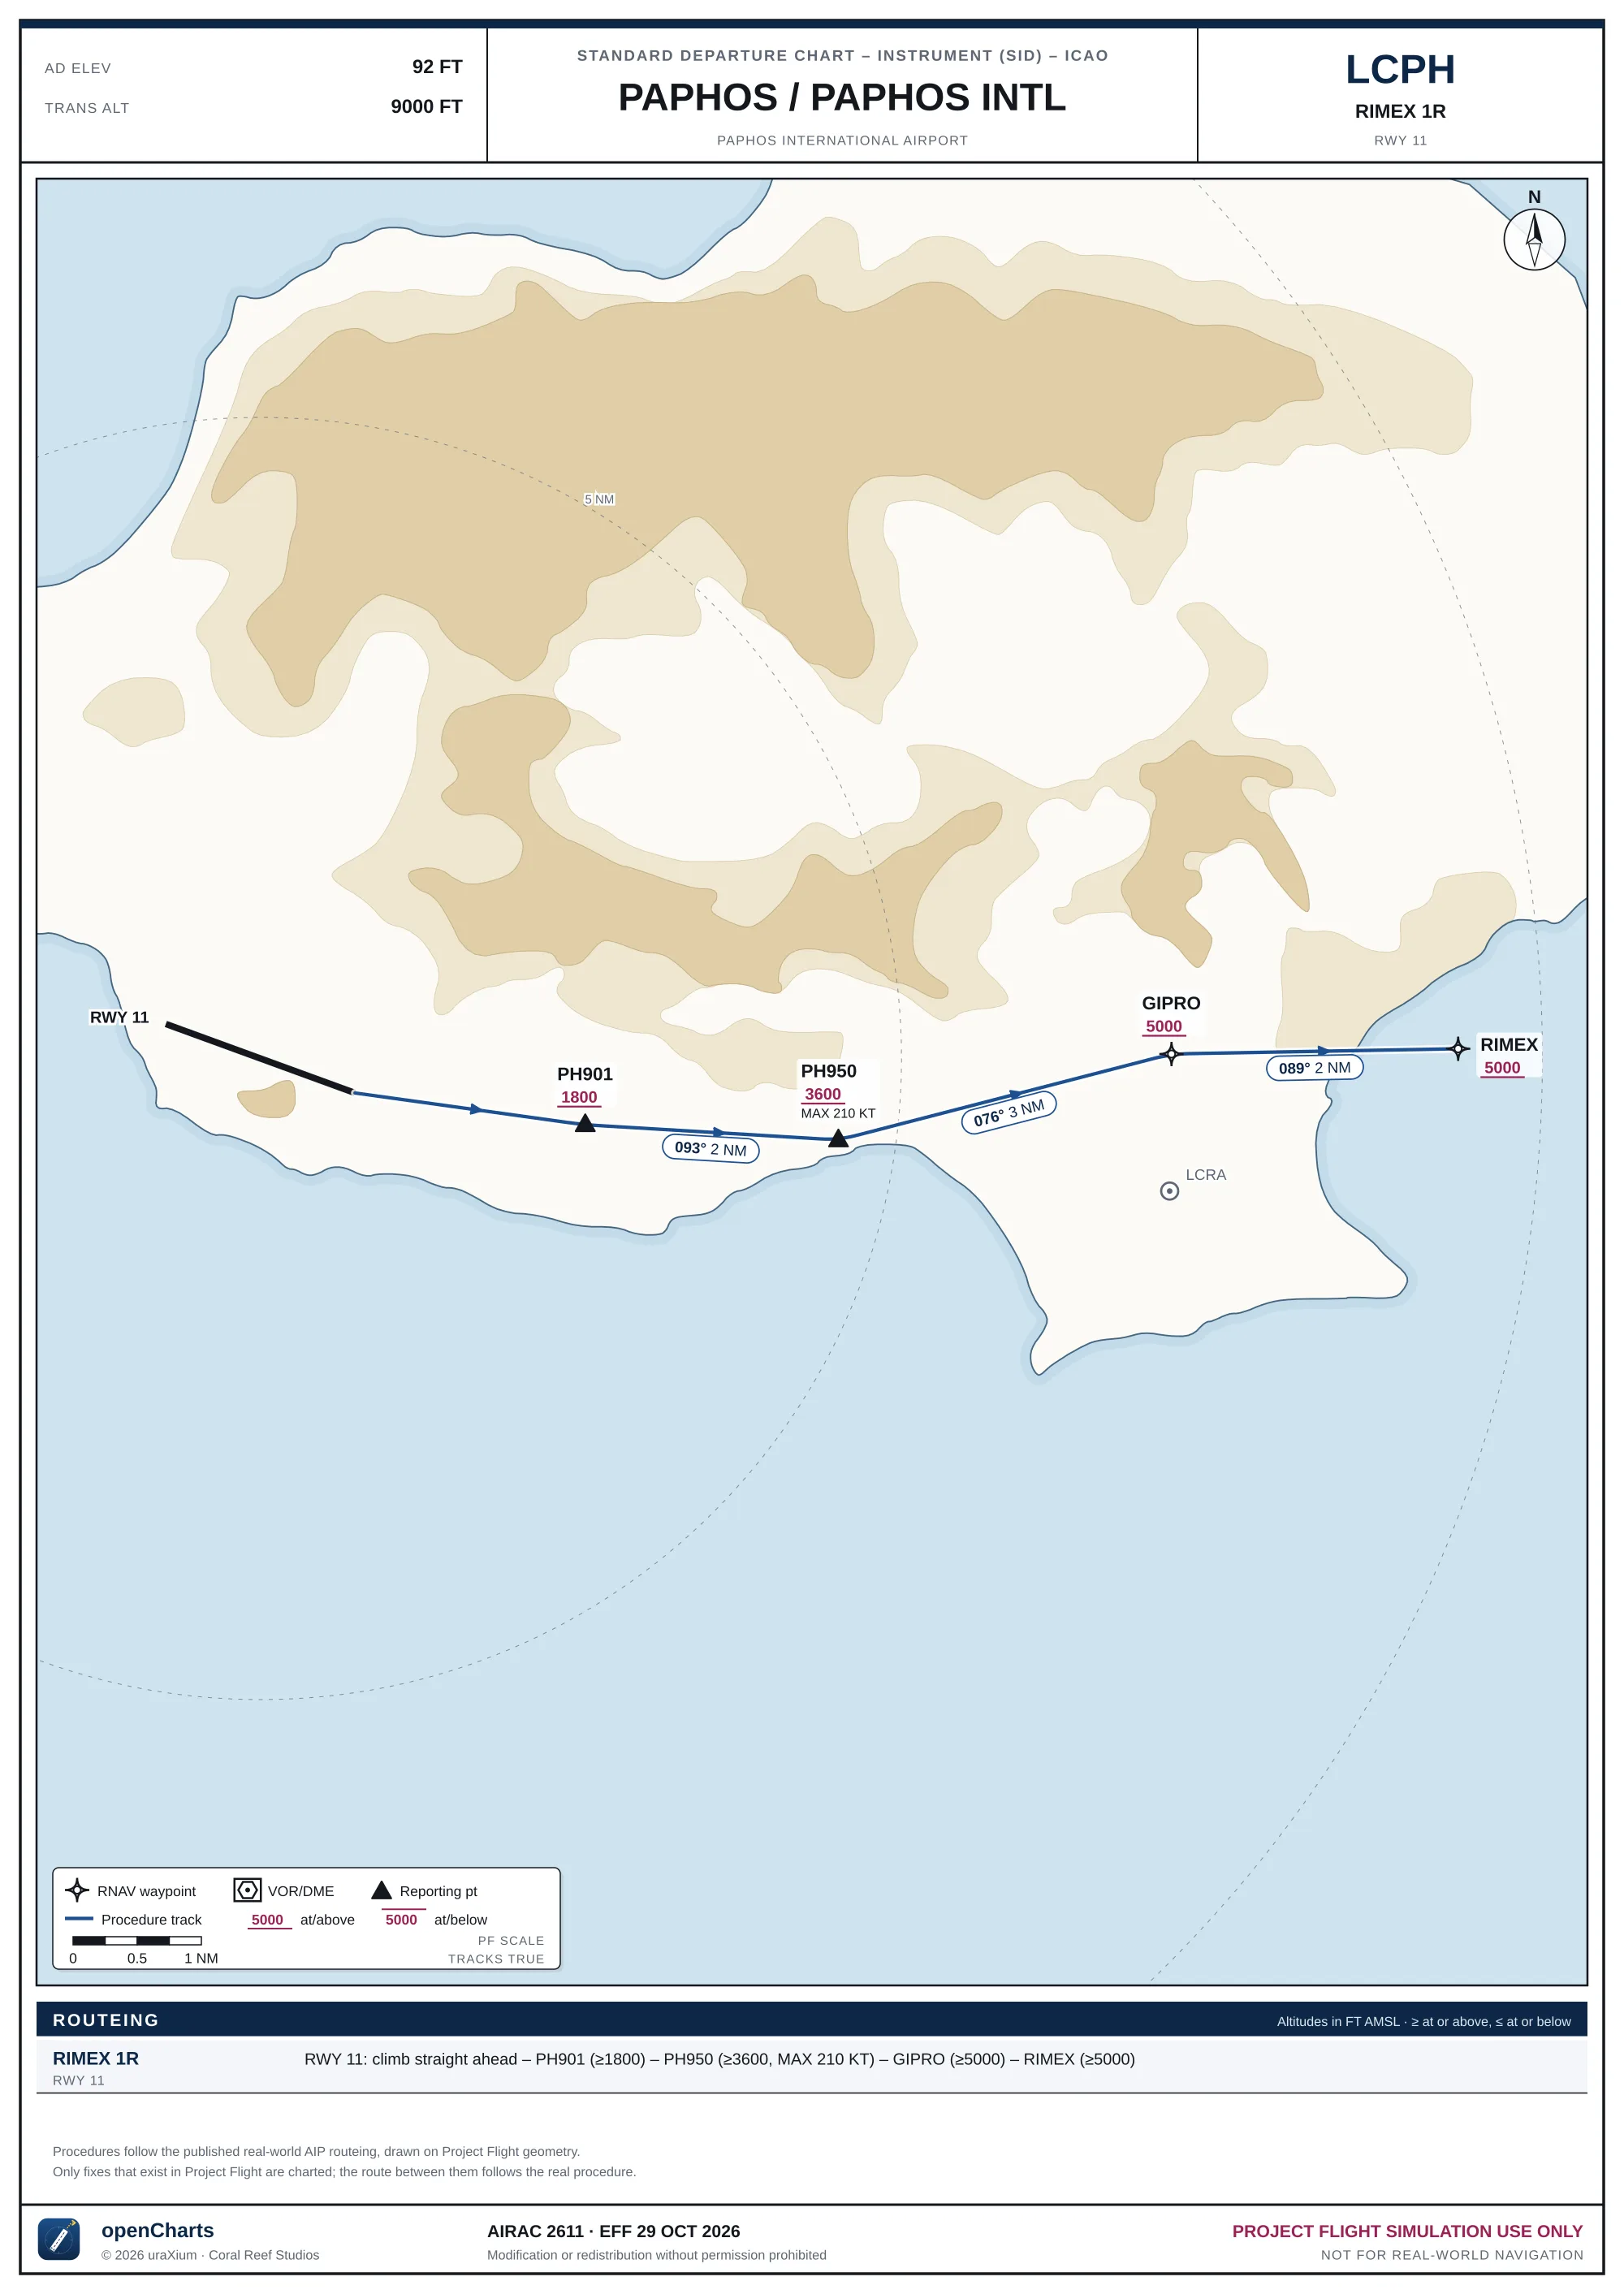 AD ELEV 92 FT
TRANS ALT 9000 FT
STANDARD DEPARTURE CHART – INSTRUMENT (SID) – ICAO
PAPHOS / PAPHOS INTL
PAPHOS INTERNATIONAL AIRPORT
LCPH
RIMEX 1R
RWY 11
N
5 NM
RWY 11
PH901
1800
PH950
3600
MAX 210 KT
GIPRO
5000
RIMEX
5000
093° 2 NM
076° 3 NM
089° 2 NM
LCRA
RNAV waypoint VOR/DME Reporting pt
Procedure track 5000 at/above 5000 at/below
PF SCALE
0 0.5 1 NM TRACKS TRUE
ROUTEING Altitudes in FT AMSL · ≥ at or above, ≤ at or below
RIMEX 1R RWY 11: climb straight ahead – PH901 (≥1800) – PH950 (≥3600, MAX 210 KT) – GIPRO (≥5000) – RIMEX (≥5000)
RWY 11
Procedures follow the published real-world AIP routeing, drawn on Project Flight geometry.
Only fixes that exist in Project Flight are charted; the route between them follows the real procedure.
openCharts AIRAC 2611 · EFF 29 OCT 2026 PROJECT FLIGHT SIMULATION USE ONLY
© 2026 uraXium · Coral Reef Studios Modification or redistribution without permission prohibited NOT FOR REAL-WORLD NAVIGATION